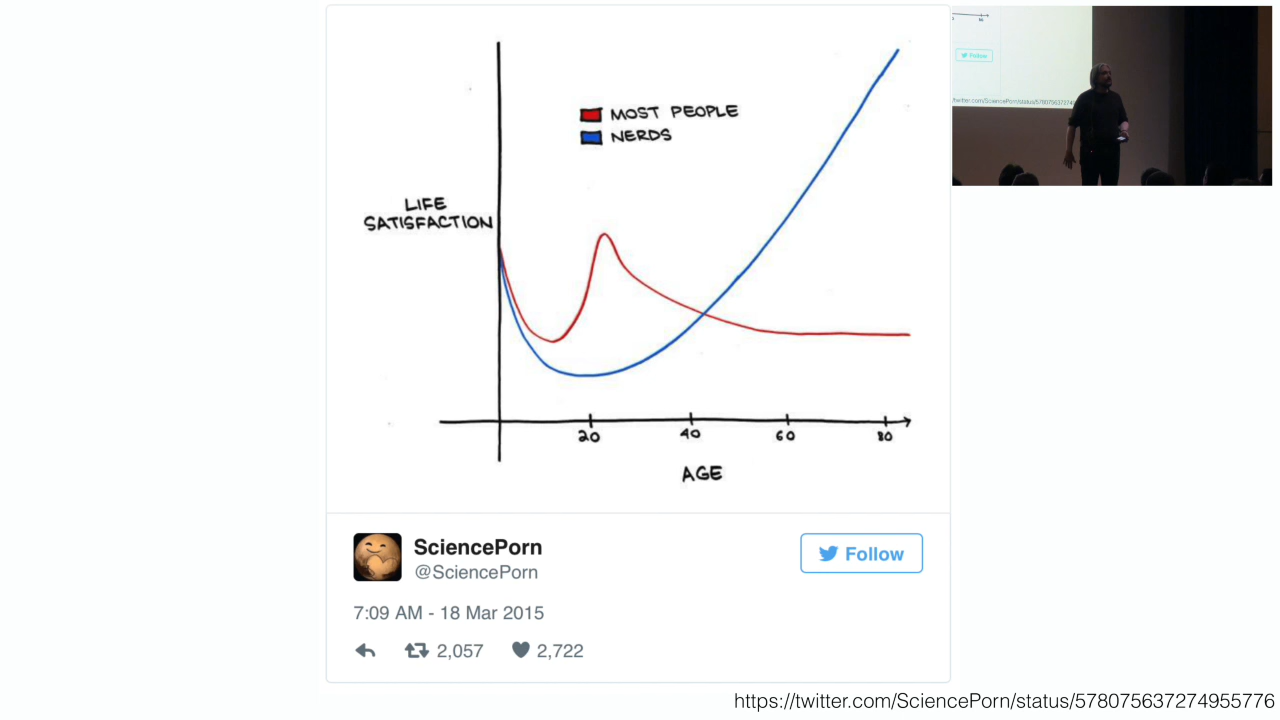 MOST PEOPLE
NERDS
LIFE
SATISFACTION
20
40
60
80
AGE
SciencePorn
@SciencePorn
Follow
7:09 AM - 18 Mar 2015
2,057
2,722
https://twitter.com/SciencePorn/status/578075637274955776
Follow